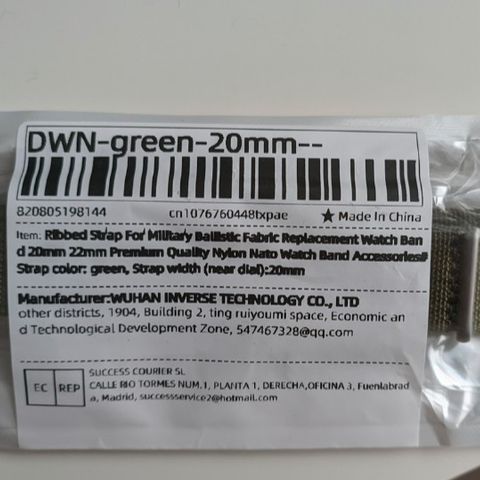 DWN-green-20mm--
820805198144 cn1076760448txpae ★ Made In China
Item: Ribbed Strap For Military Ballistic Fabric Replacement Watch Ban
d 20mm 22mm Premium Quality Nylon Nato Watch Band Accessories#
Strap color: green, Strap width (near dial):20mm
Manufacturer:WUHAN INVERSE TECHNOLOGY CO., LTD
other districts, 1904, Building 2, ting ruiyoumi space, Economic an
d Technological Development Zone, 547467328@qq.com
EC REP
SUCCESS COURIER SL
CALLE RIO TORMES NUM.1, PLANTA 1, DERECHA,OFICINA 3, Fuenlabrad
a, Madrid, successservice2@hotmail.com